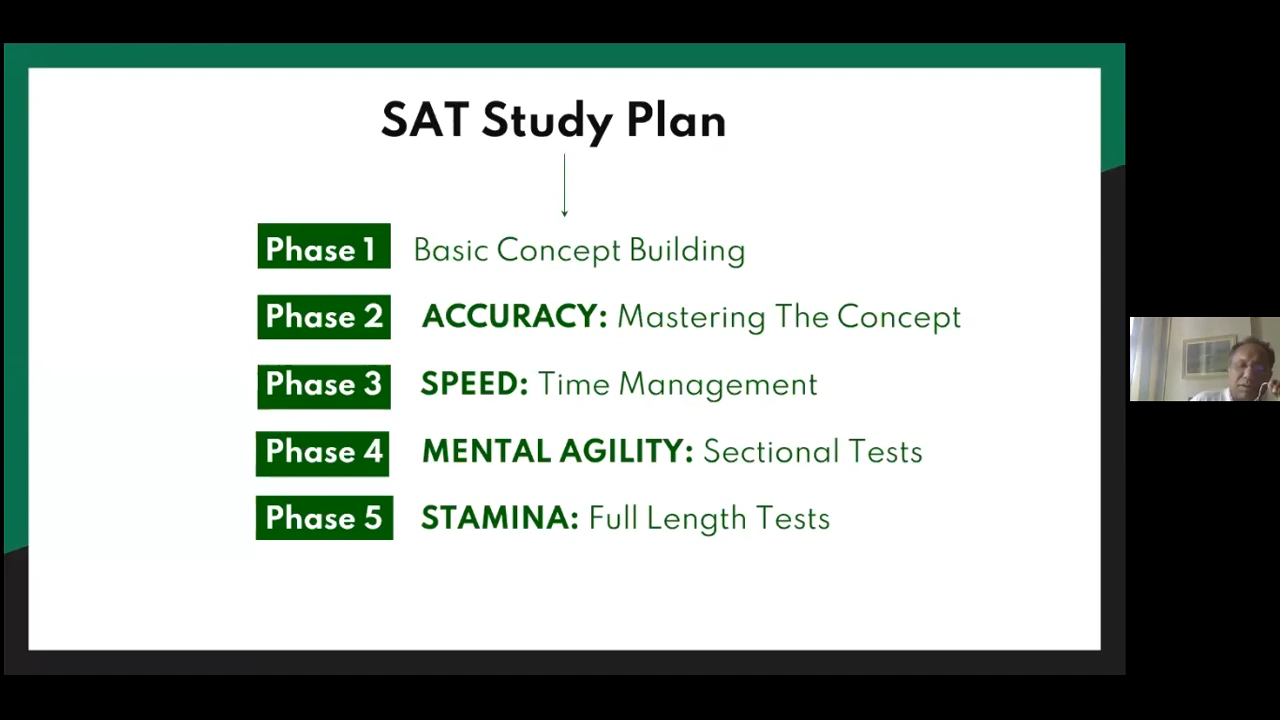 SAT Study Plan
Phase 1 Basic Concept Building
Phase 2 ACCURACY: Mastering The Concept
Phase 3 SPEED: Time Management
Phase 4 MENTAL AGILITY: Sectional Tests
Phase 5 STAMINA: Full Length Tests